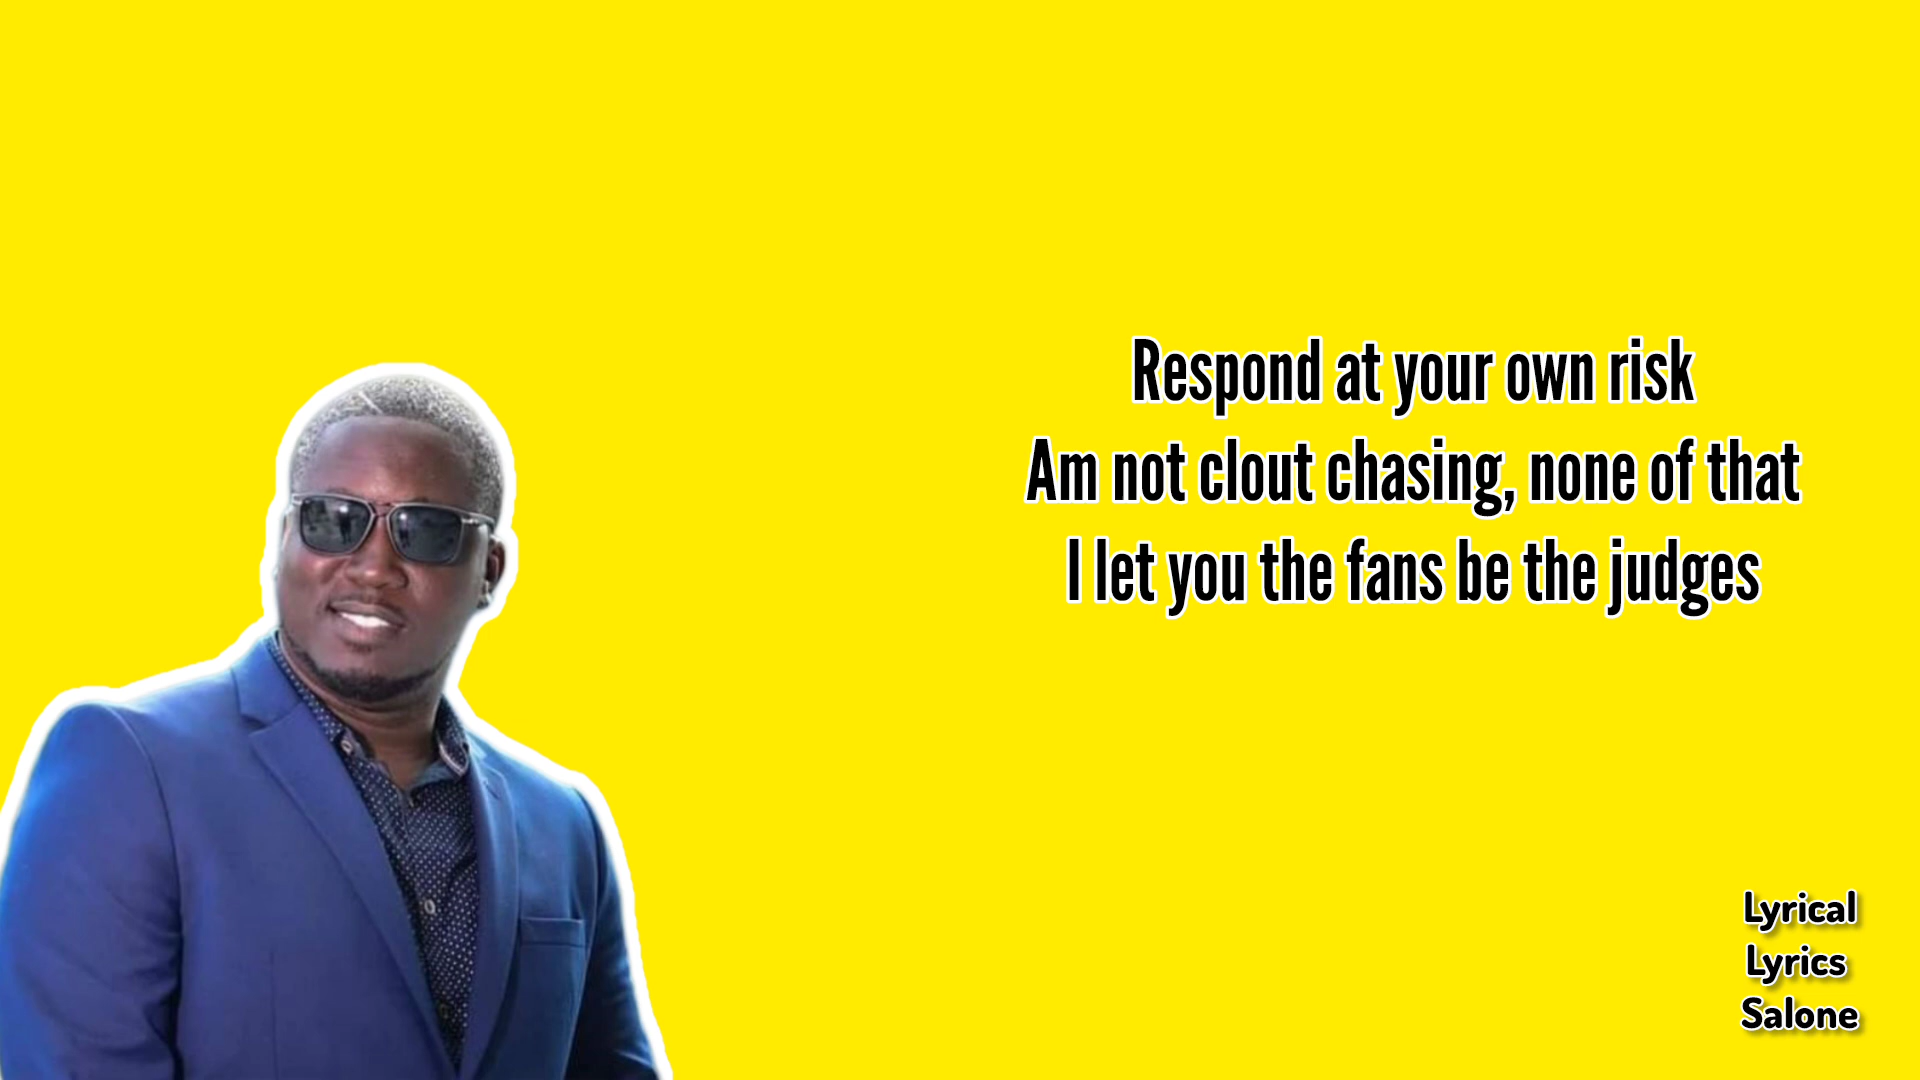 Respond at your own risk
Am not clout chasing, none of that
I let you the fans be the judges
Lyrical
Lyrics
Salone